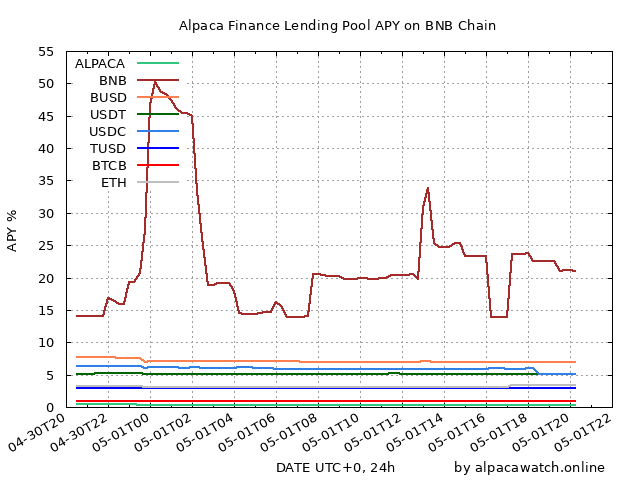 Alpaca Finance Lending Pool APY on BNB Chain
APY %
55
50
45
40
35
30
25
20
15
10
5
0
ALPACA
BNB
BUSD
USDT
USDC
TUSD
BTCB
ETH
04-30T20
04-30T22
05-01T00
05-01T02
05-01T04
05-01T06
05-01T08
05-01T10
05-01T12
05-01T14
05-01T16
05-01T18
05-01T20
05-01T22
DATE UTC+0, 24h
by alpacawatch.online